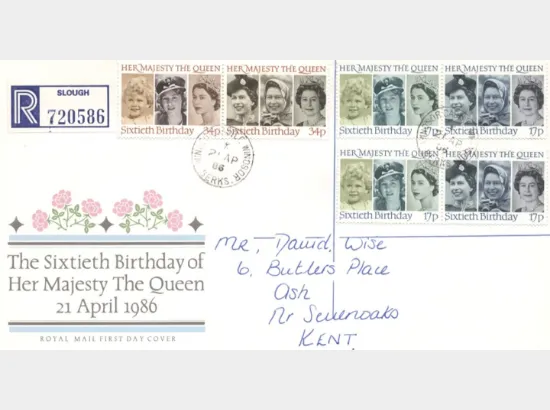 SLOUGH
R 720586
HER MAJESTY THE QUEEN HER MAJESTY THE QUEEN
Sixtieth Birthday 34p 34p
Sixtieth Birthday
HER MAJESTY THE QUEEN HER MAJESTY THE QUEEN
Sixtieth Birthday 17p Sixtieth Birthday 17p
HER MAJESTY THE QUEEN HER MAJESTY THE QUEEN
Sixtieth Birthday 17p Sixtieth Birthday 17p
WINDSOR
21 AP
86
BERKS.
The Sixtieth Birthday of
Her Majesty The Queen
21 April 1986
ROYAL MAIL FIRST DAY COVER
Mr, David, Wise
6, Butlers Place
Ash
Nr Sevenoaks
KENT.